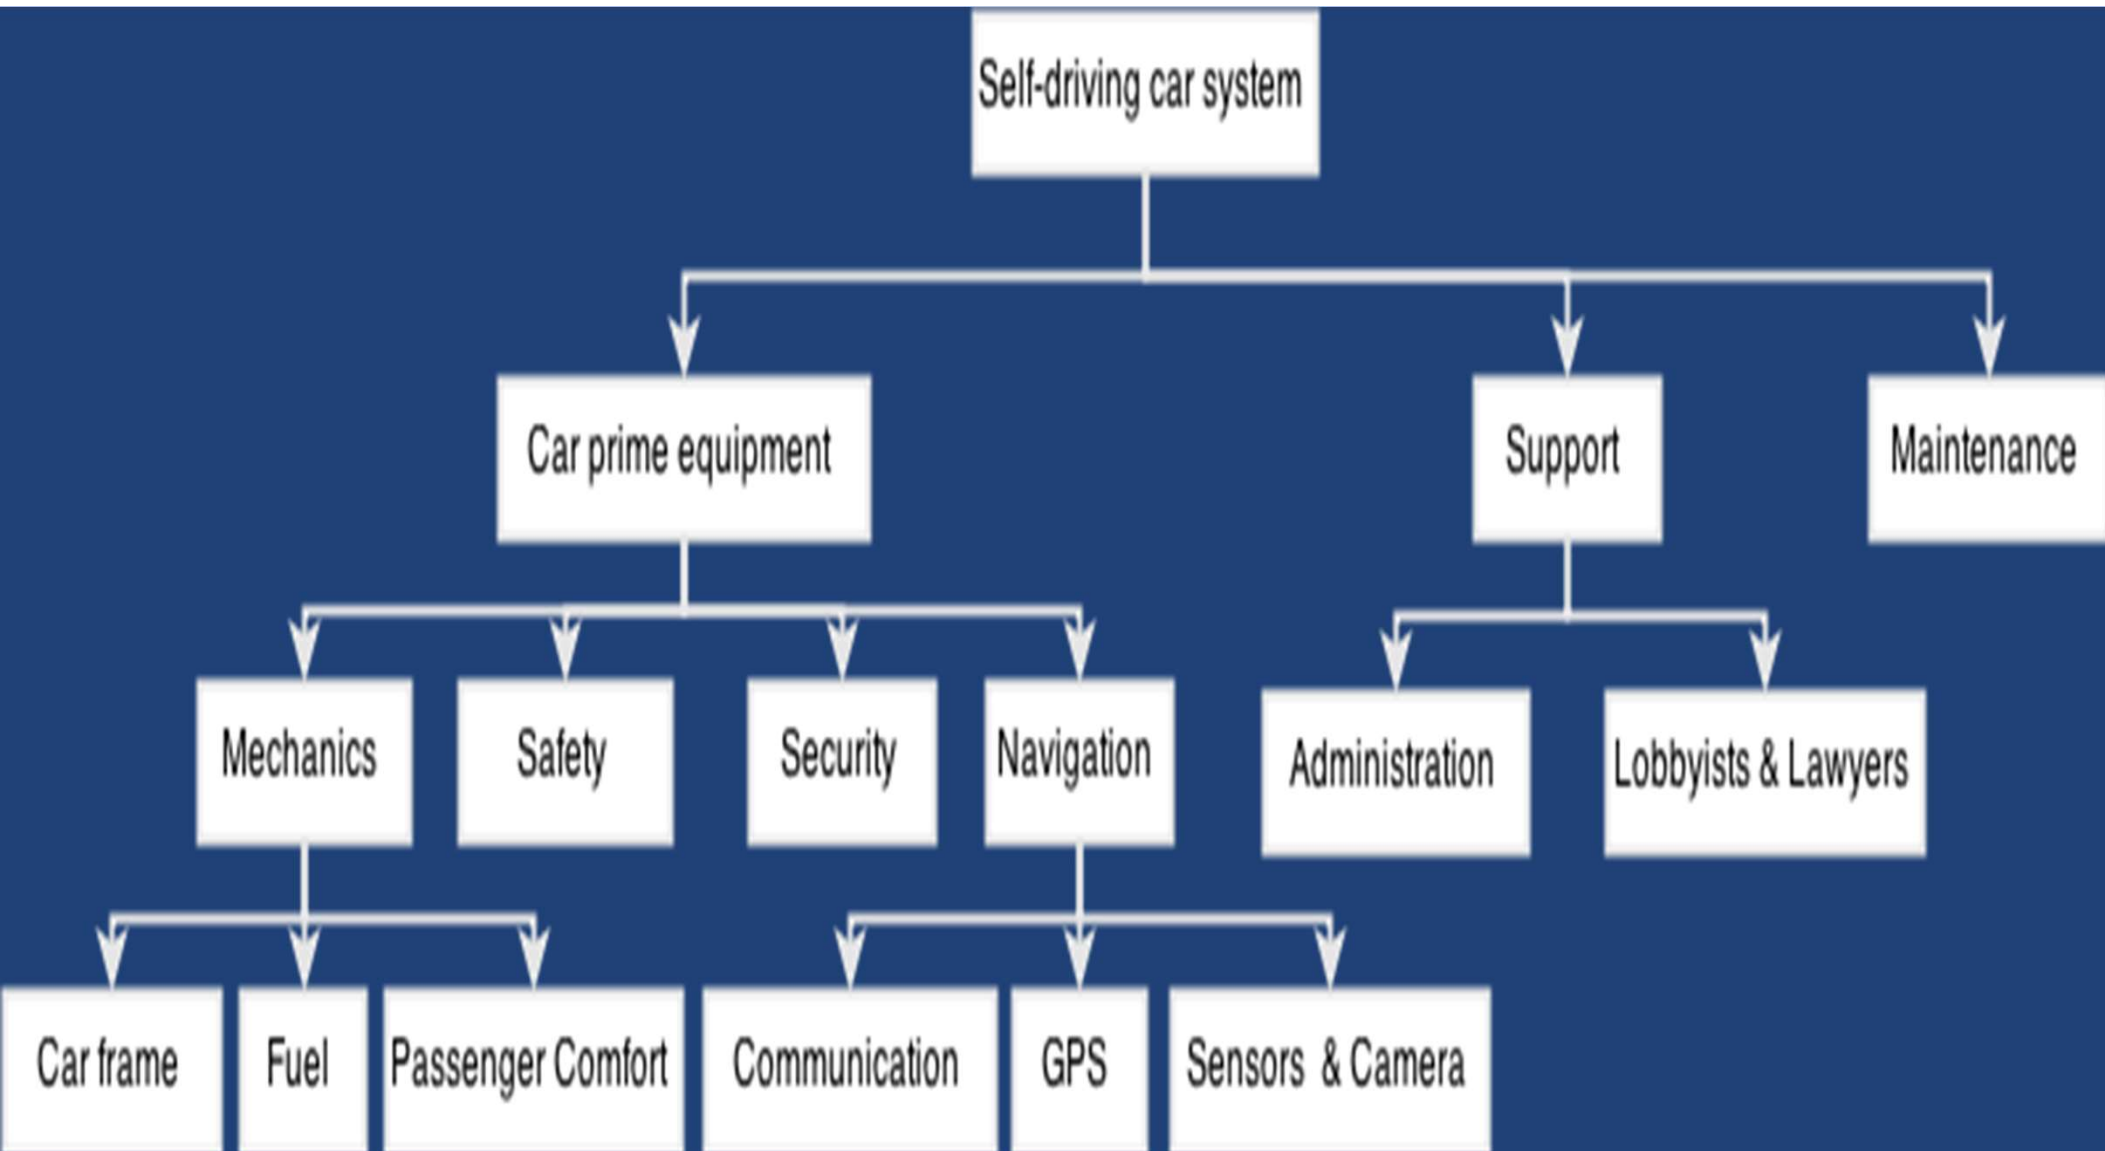 Self-driving car system
Car prime equipment
Support
Maintenance
Mechanics
Safety
Security
Navigation
Administration
Lobbyists & Lawyers
Car frame
Fuel
Passenger Comfort
Communication
GPS
Sensors & Camera